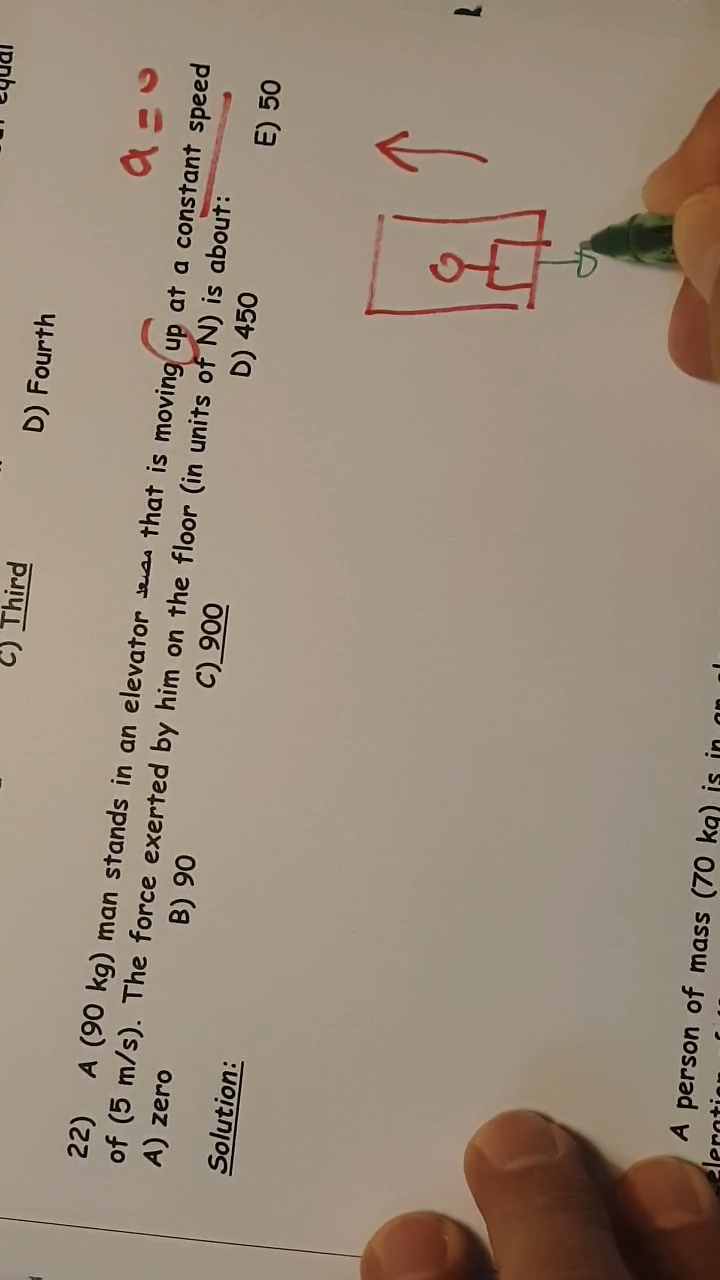 C) Third D) Fourth
a = 0
22) A (90 kg) man stands in an elevator that is moving up at a constant speed
of (5 m/s). The force exerted by him on the floor (in units of N) is about:
A) zero B) 90 C) 900 D) 450 E) 50
Solution:
A person of mass (70 kg) is in an